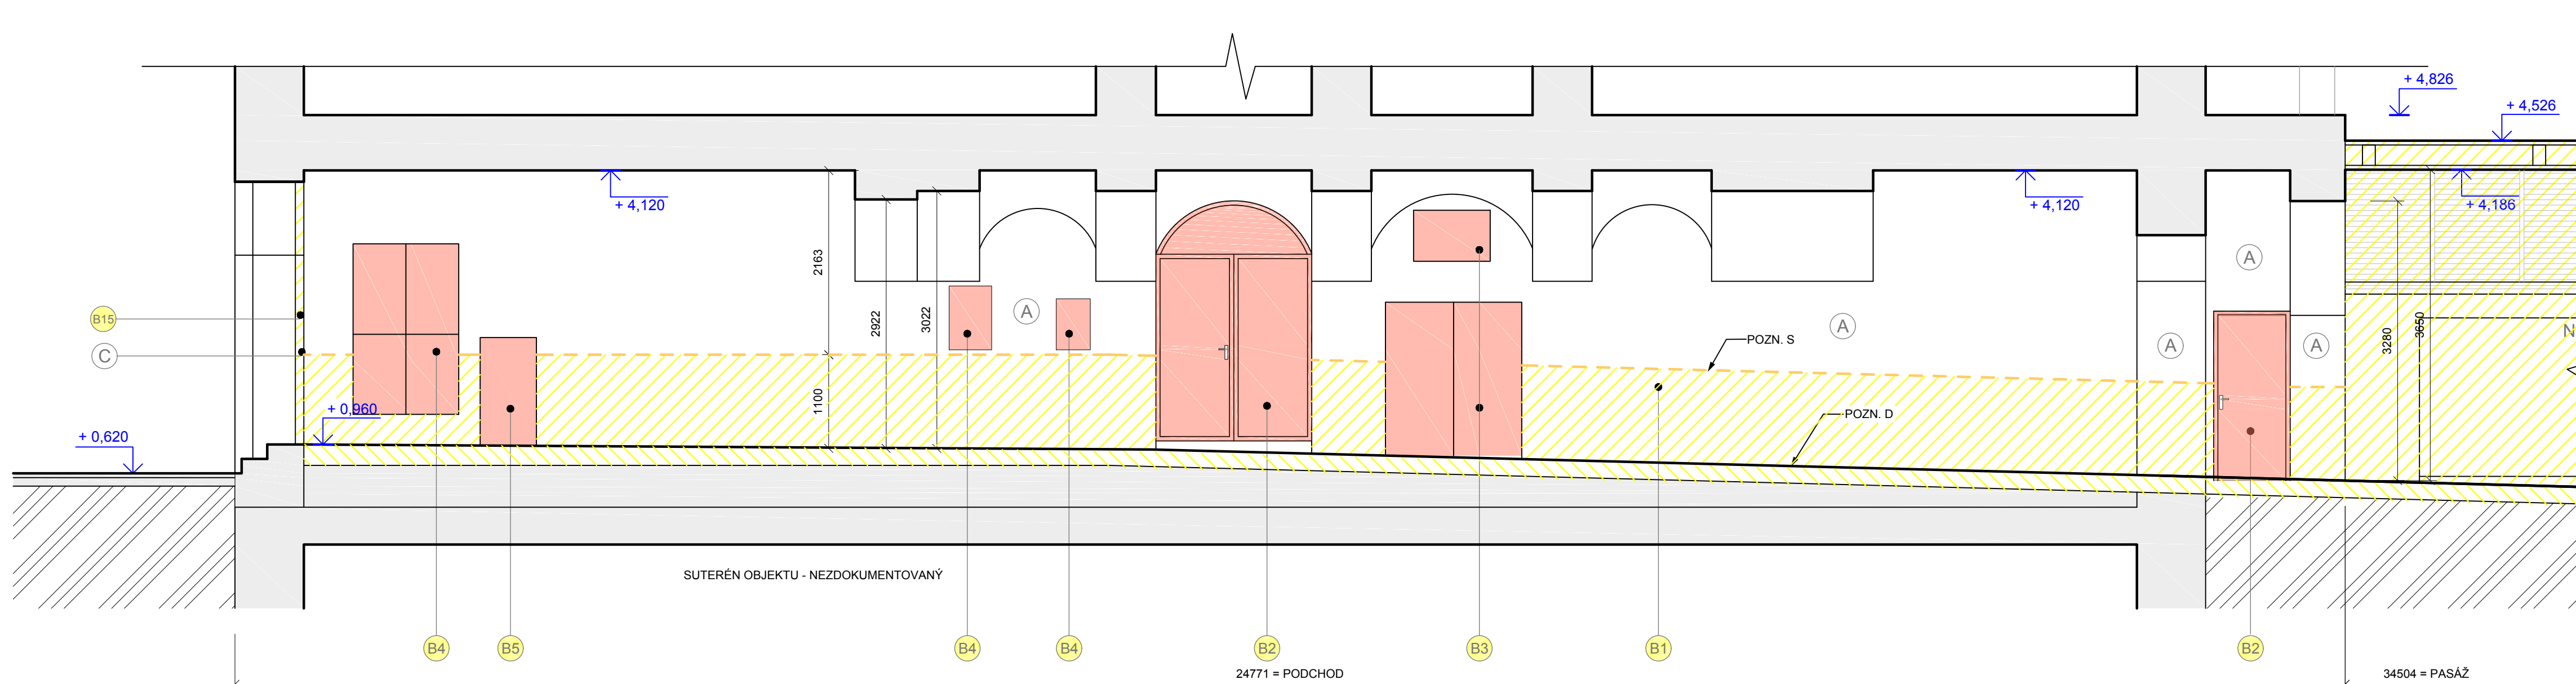 + 4,826
+ 4,526
+ 4,120
+ 4,120
+ 4,186
2163
2922
3022
1100
3280
3650
A
A
A
A
A
N
B15
C
POZN. S
POZN. D
+ 0,960
+ 0,620
SUTERÉN OBJEKTU - NEZDOKUMENTOVANÝ
B4
B5
B4
B4
B2
B3
B1
B2
24771 = PODCHOD
34504 = PASÁŽ